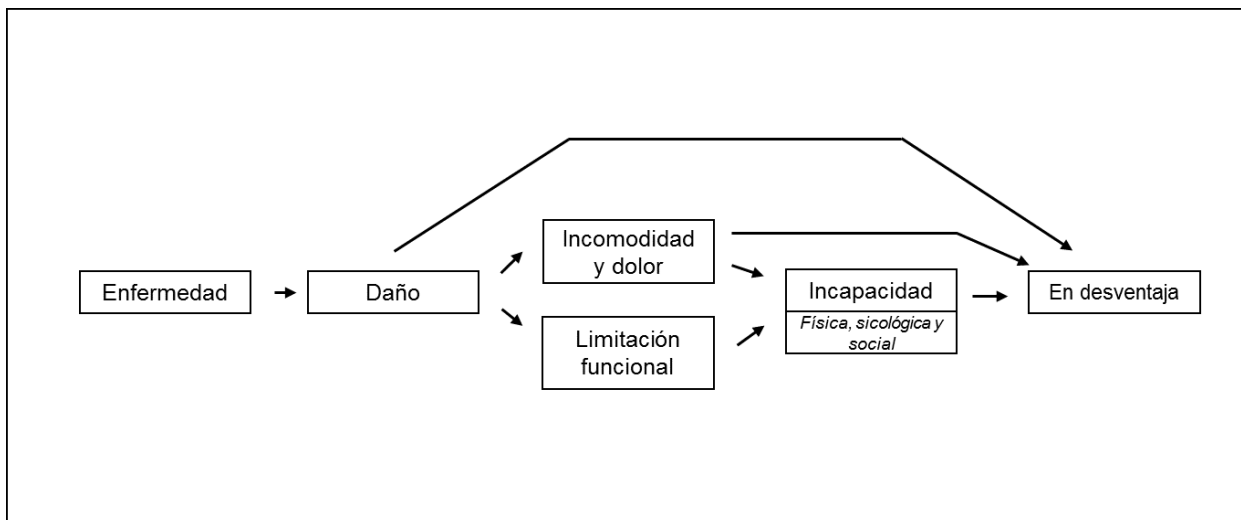 Incomodidad
y dolor
Enfermedad
Daño
Incapacidad
Física, sicológica y
social
En desventaja
Limitación
funcional